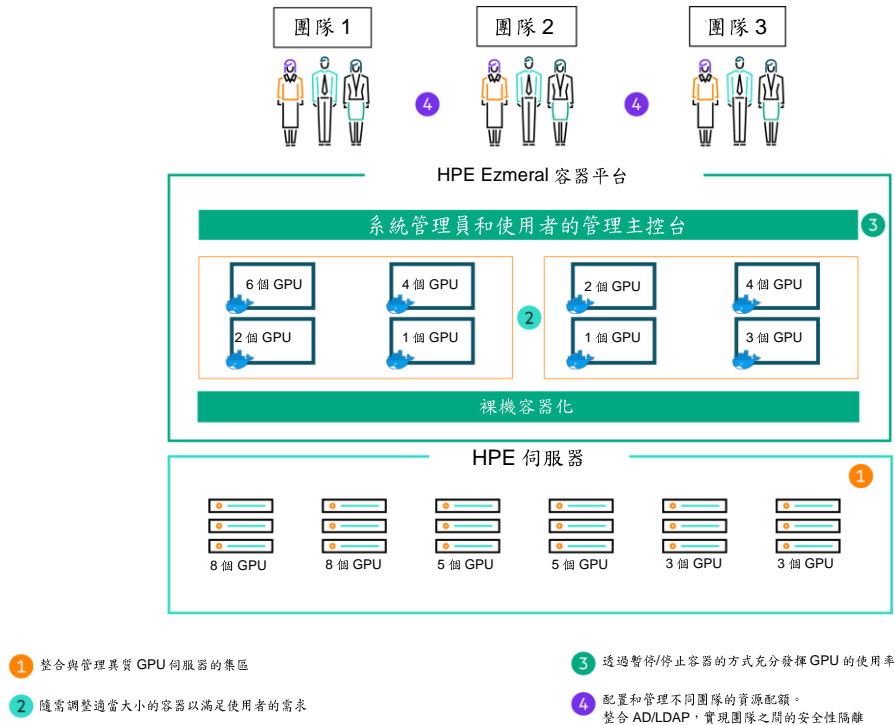 團隊 1
團隊 2
團隊 3
4
4
HPE Ezmeral 容器平台
系統管理員和使用者的管理主控台
3
6 個 GPU
4 個 GPU
2 個 GPU
4 個 GPU
2
2 個 GPU
1 個 GPU
1 個 GPU
3 個 GPU
裸機容器化
HPE 伺服器
1
8 個 GPU
8 個 GPU
5 個 GPU
5 個 GPU
3 個 GPU
3 個 GPU
1 整合與管理異質 GPU 伺服器的集區
2 隨需調整適當大小的容器以滿足使用者的需求
3 透過暫停/停止容器的方式充分發揮 GPU 的使用率
4 配置和管理不同團隊的資源配額。
整合 AD/LDAP，實現團隊之間的安全性隔離